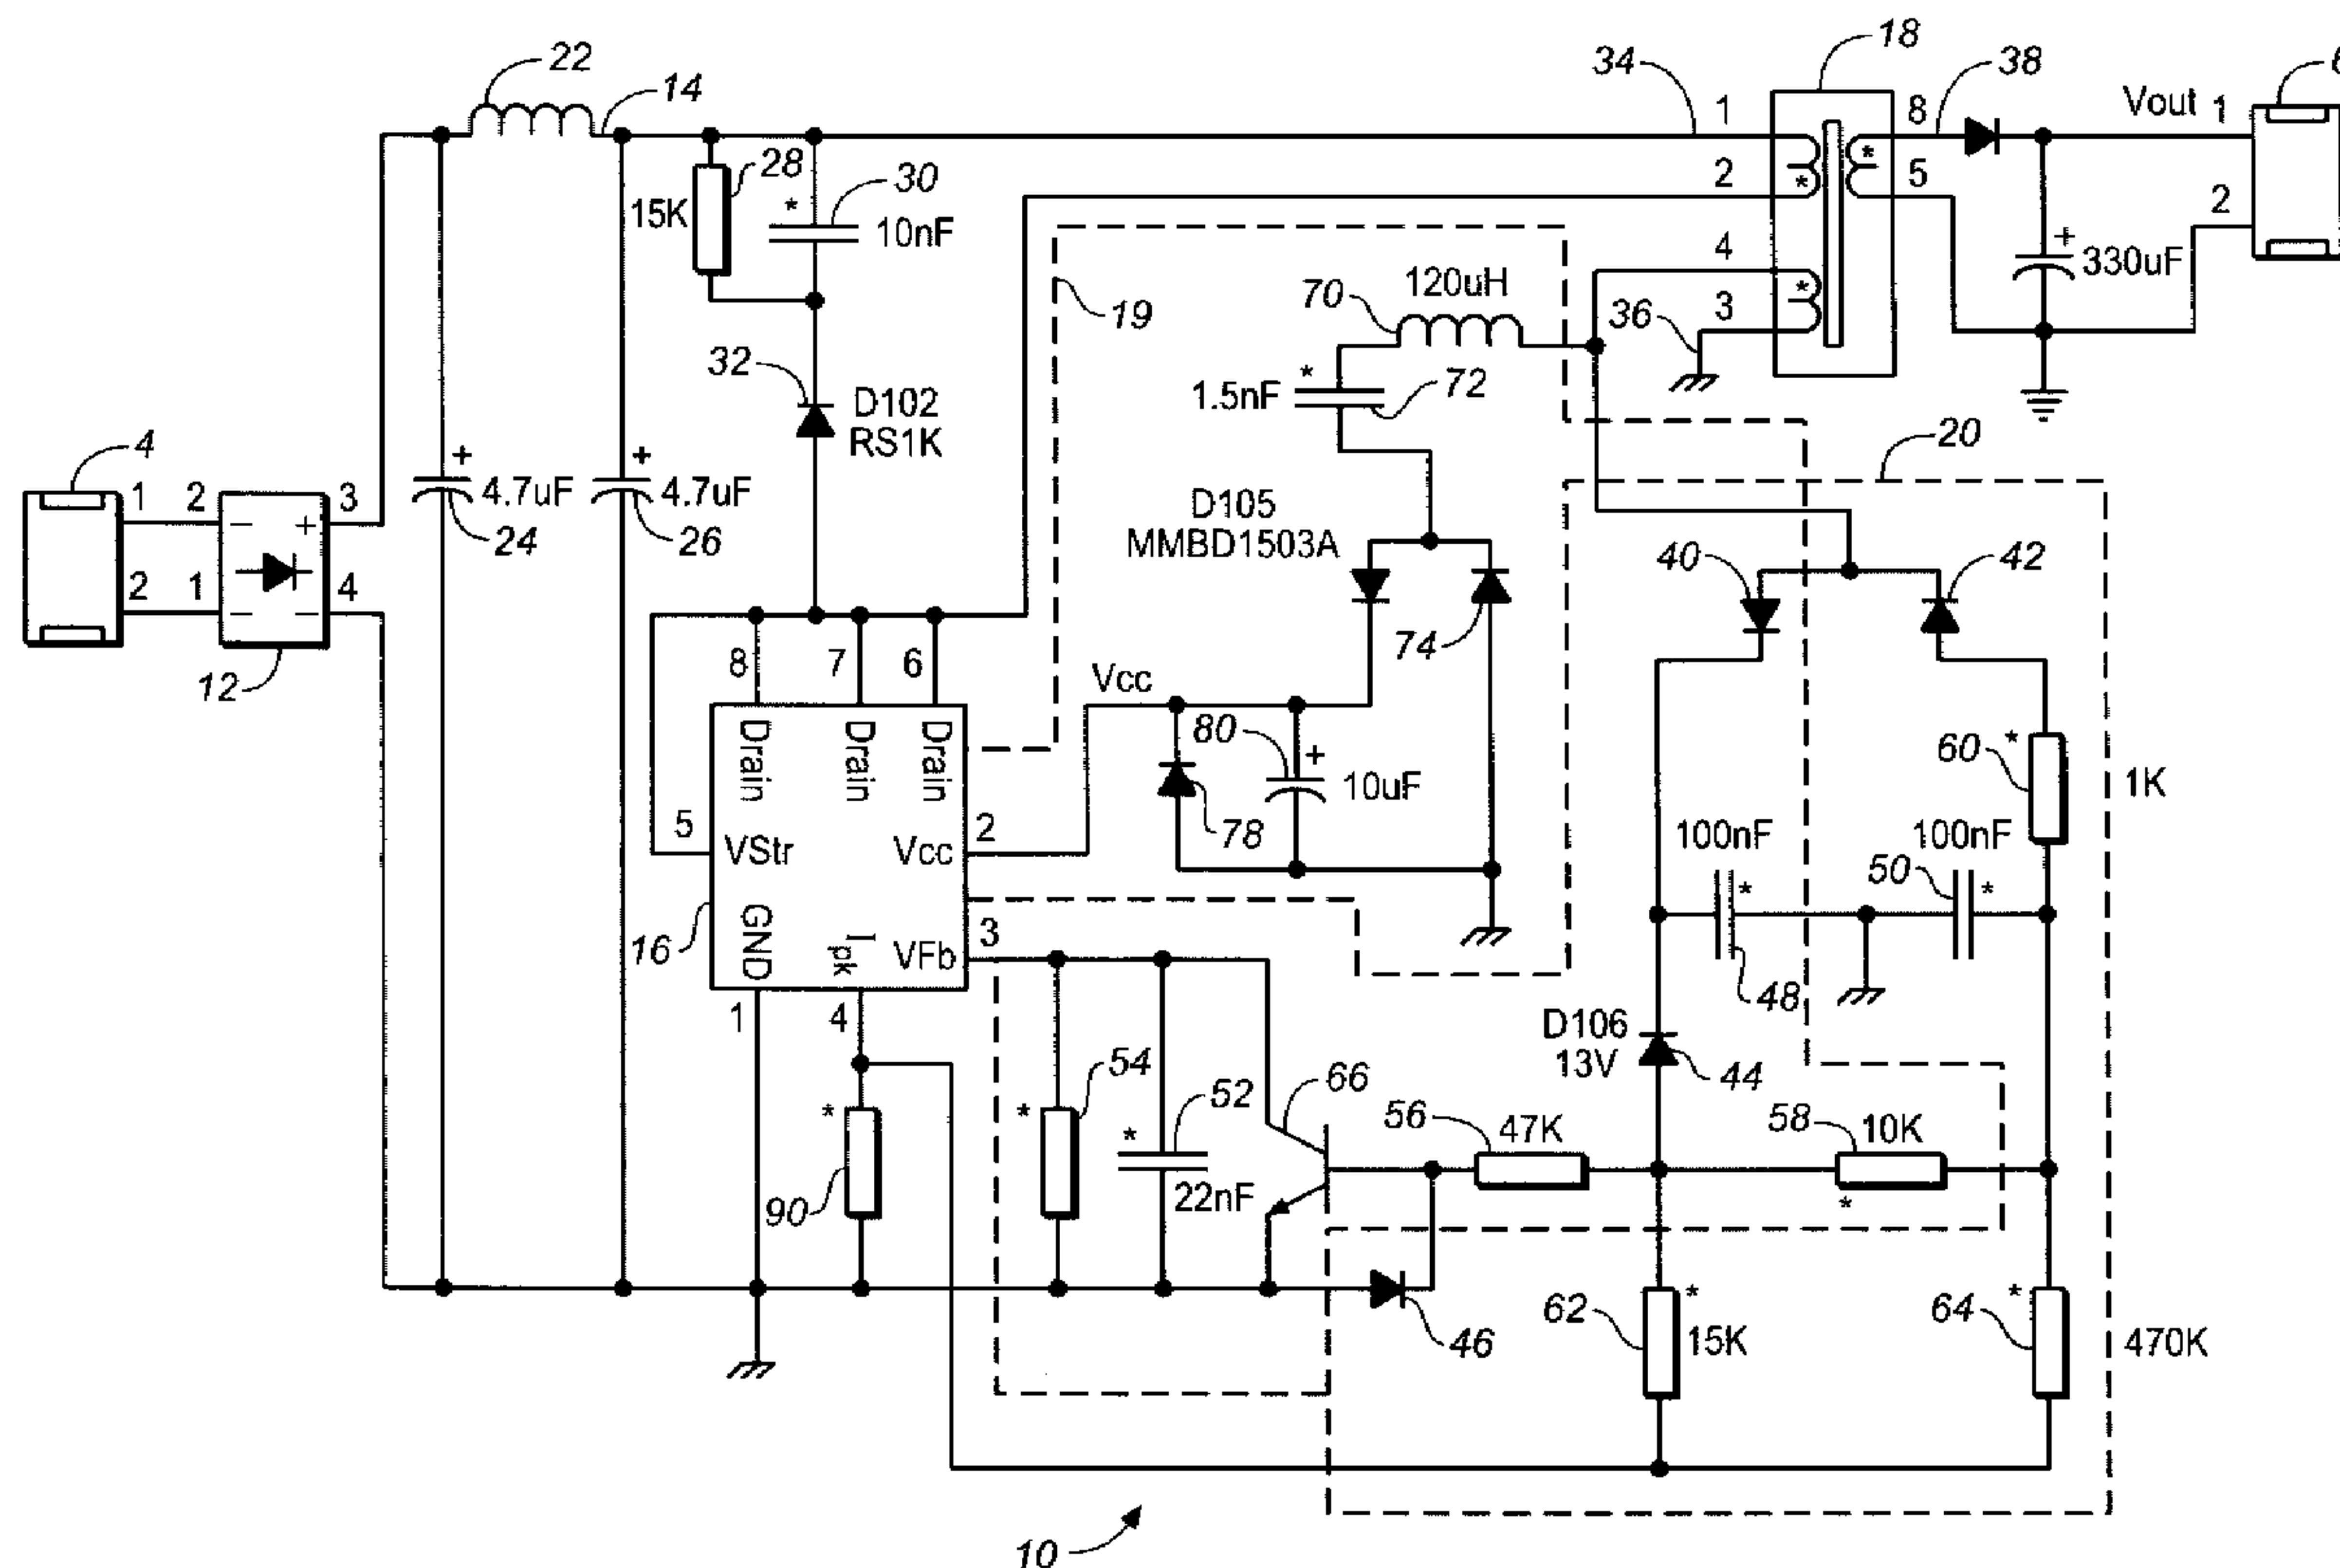 22
14
34
18
38
6
Vout
1
1
8
2
5
2
28
15K
*
30
10nF
*
*
+
330uF
4
3
*
19
70
120uH
36
32
D102
RS1K
*
1.5nF
72
20
4
1
2
3
2
1
4
− +
− −
12
+
4.7uF
24
+
4.7uF
26
D105
MMBD1503A
40
42
74
8
7
6
Vcc
Drain
Drain
Drain
80
+
10uF
78
*
60
1K
5
VStr
Vcc
2
100nF
*
48
100nF
50
*
16
GND
Ipk
VFb
3
1
4
D106
13V
44
*
90
*
54
*
52
22nF
66
56
47K
58
10K
*
46
62
*
15K
64
*
470K
10